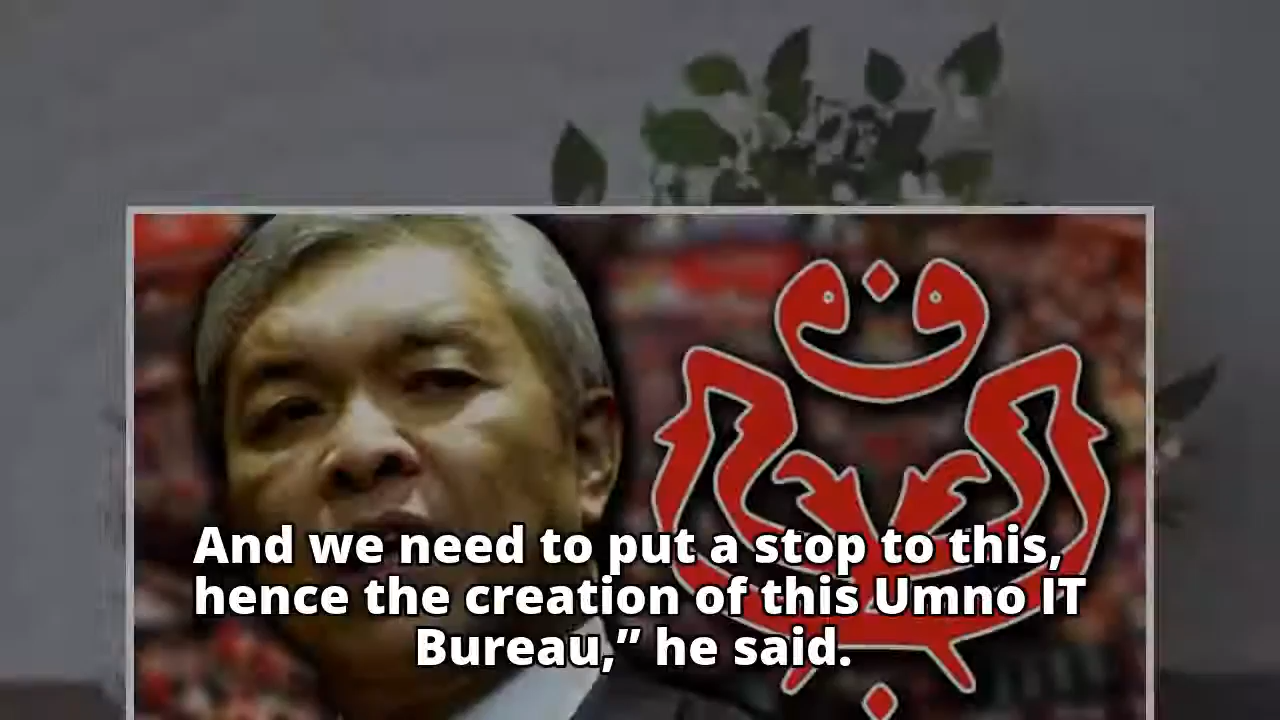 And we need to put a stop to this,
hence the creation of this Umno IT
Bureau,” he said.